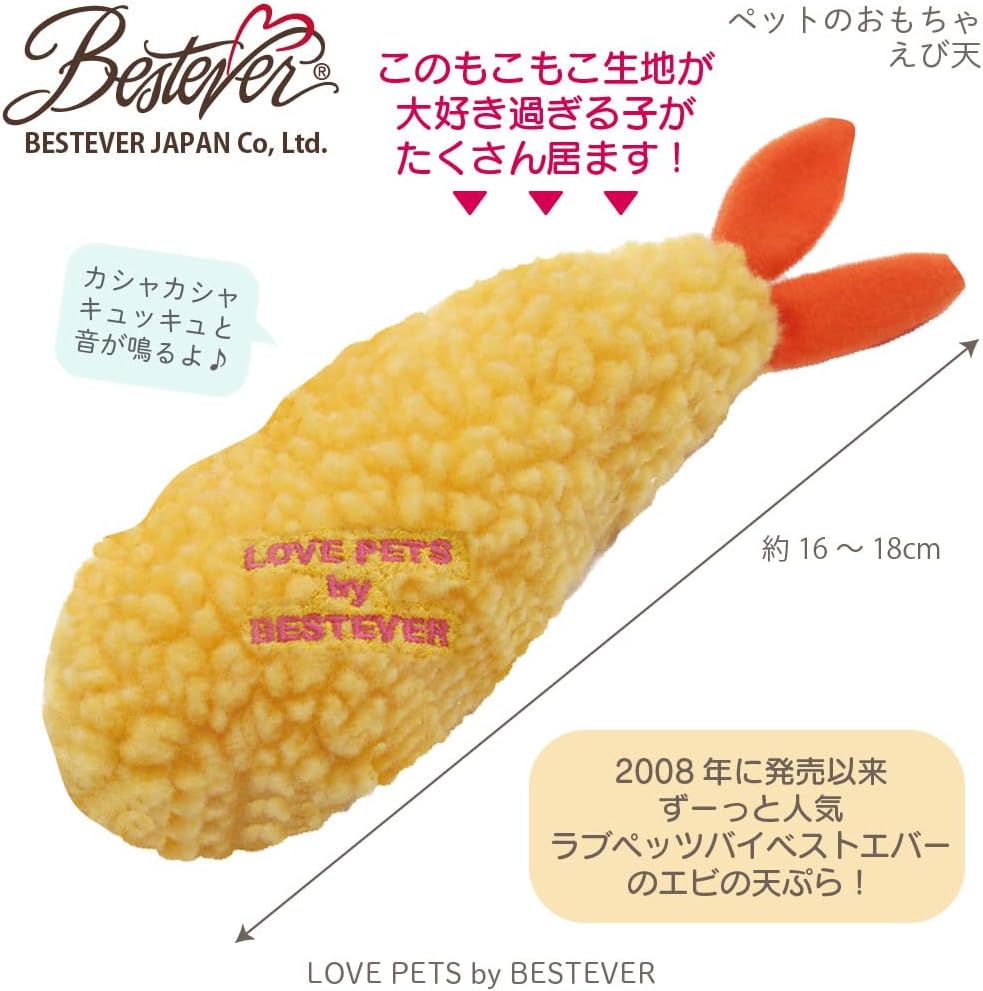 Bestever®
BESTEVER JAPAN Co, Ltd.
ペットのおもちゃ
えび天
このもこもこ生地が
大好き過ぎる子が
たくさん居ます！
カシャカシャ
キュッキュと
音が鳴るよ♪
約 16 ～ 18cm
LOVE PETS
by
BESTEVER
2008 年に発売以来
ずーっと人気
ラブペッツバイベストエバー
のエビの天ぷら！
LOVE PETS by BESTEVER